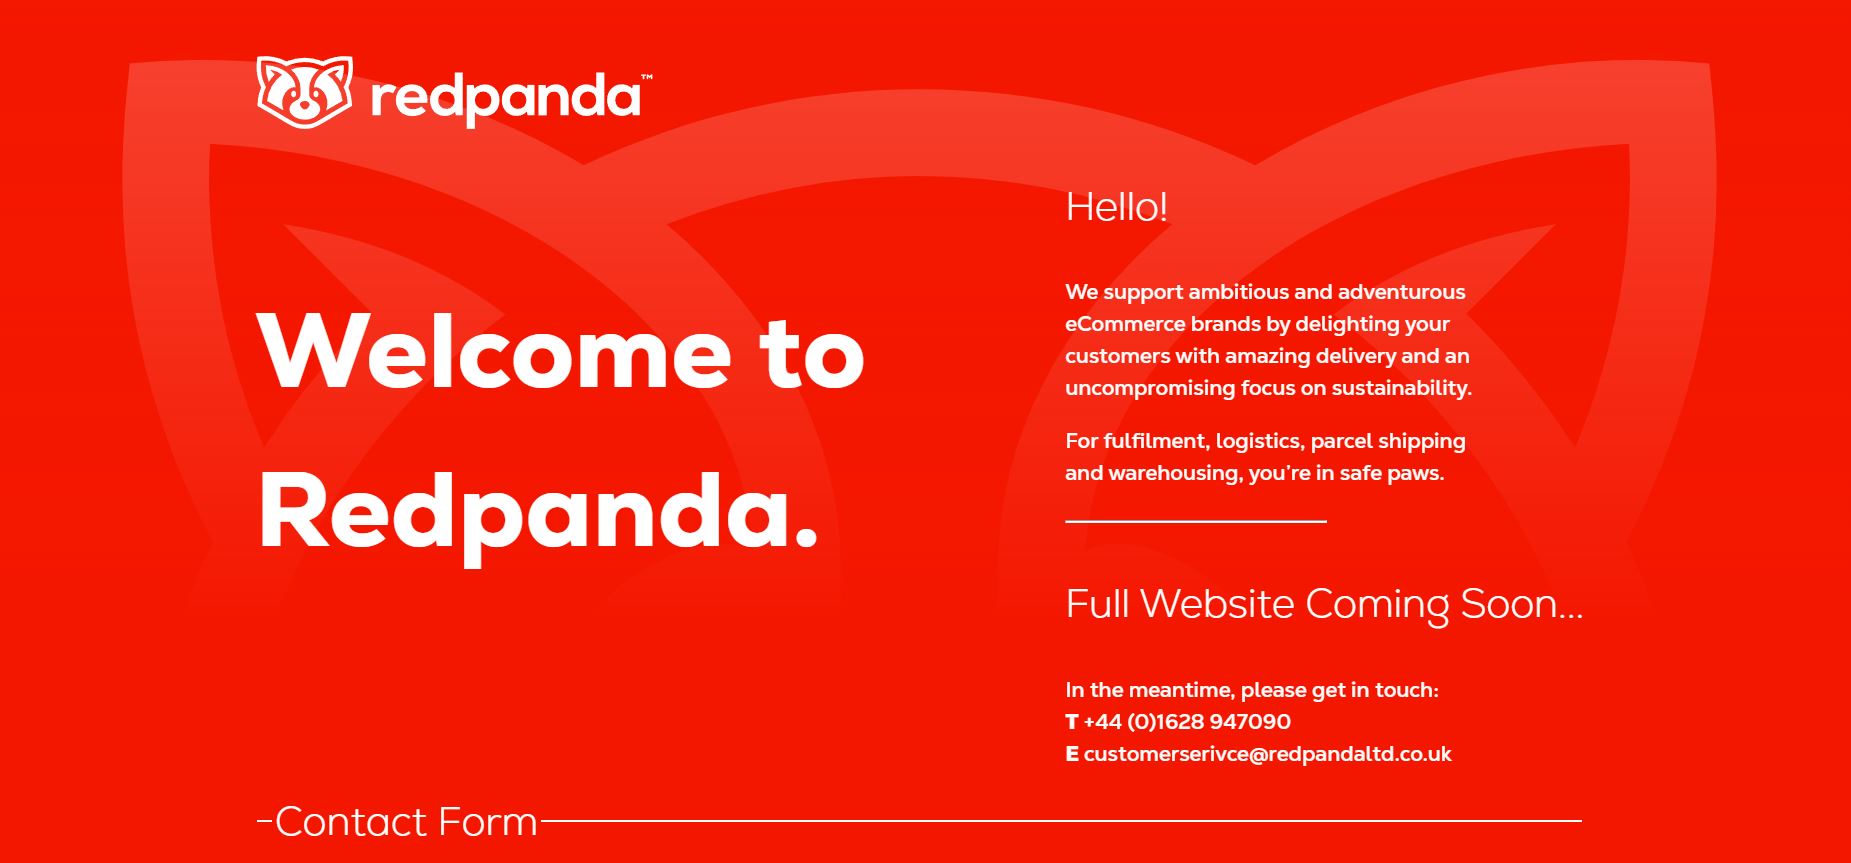 redpanda™
Hello!
Welcome to
Redpanda.
We support ambitious and adventurous
eCommerce brands by delighting your
customers with amazing delivery and an
uncompromising focus on sustainability.
For fulfilment, logistics, parcel shipping
and warehousing, you’re in safe paws.
Full Website Coming Soon...
In the meantime, please get in touch:
T +44 (0)1628 947090
E customerserivce@redpandaltd.co.uk
Contact Form